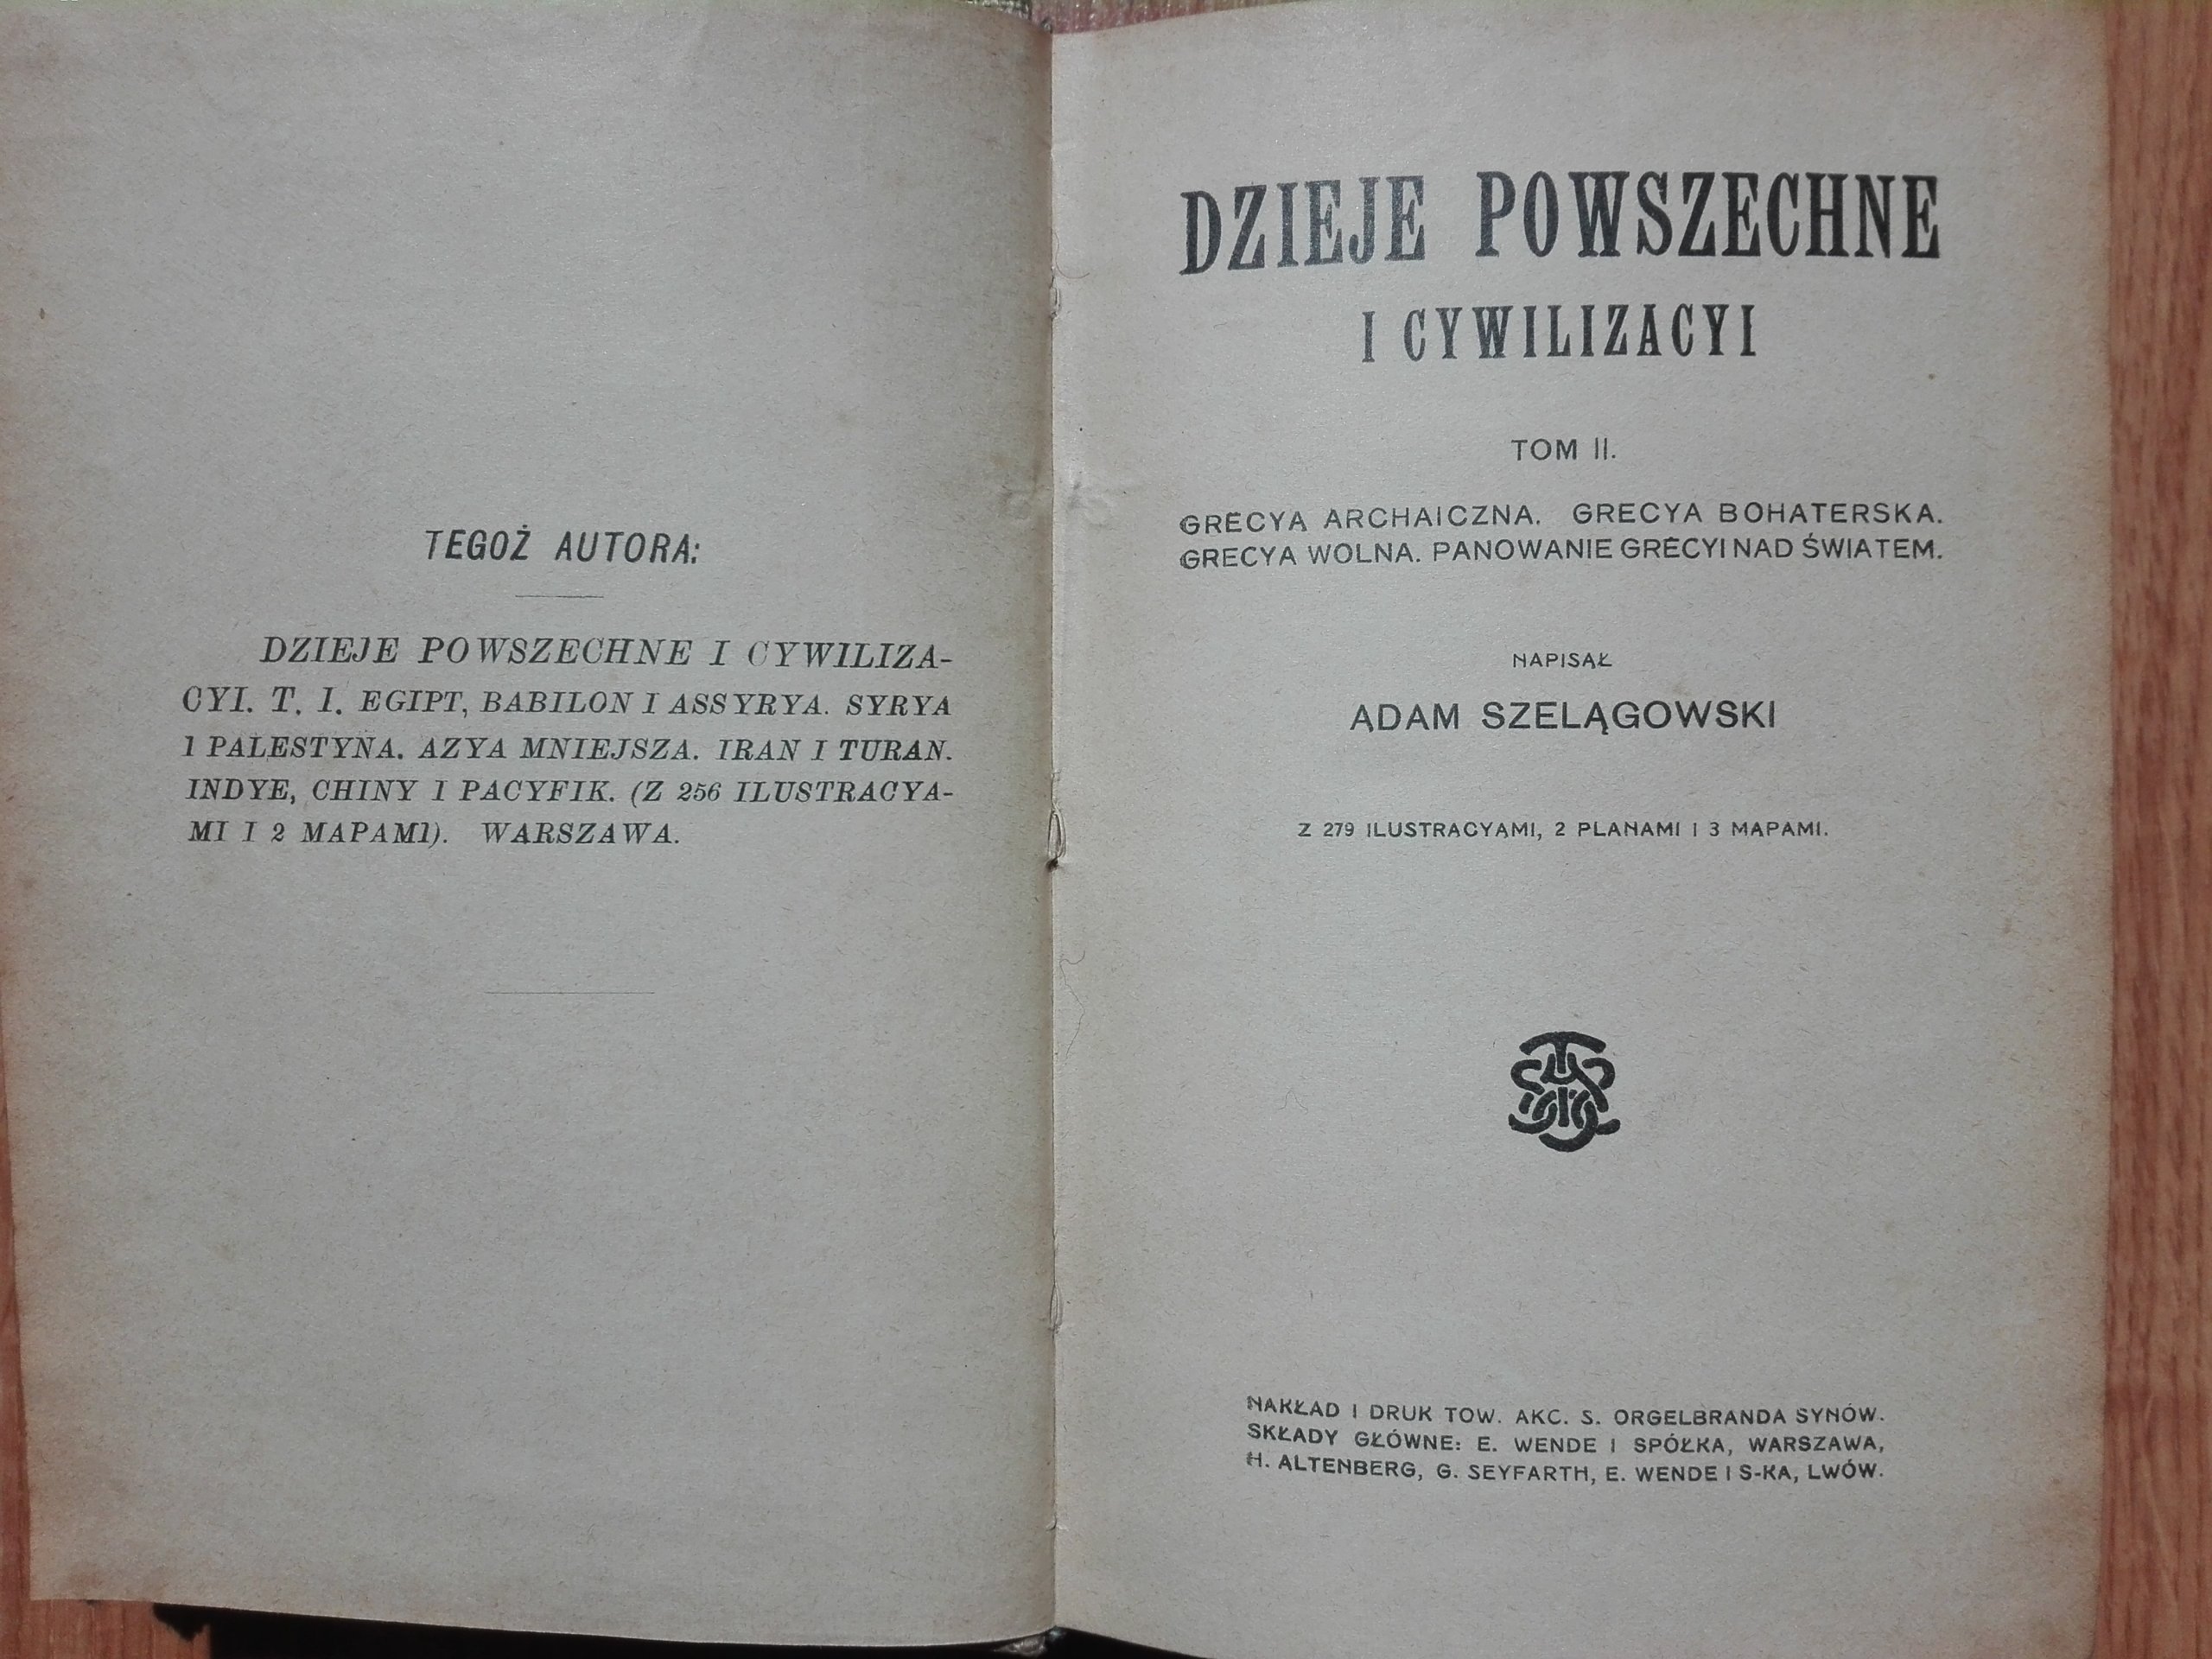 TEGOŻ AUTORA:
DZIEJE POWSZECHNE I CYWILIZA-
CYI. T. I. EGIPT, BABILON I ASSYRYA. SYRYA
I PALESTYNA. AZYA MNIEJSZA. IRAN I TURAN.
INDYE, CHINY I PACYFIK. (Z 256 ILUSTRACYA-
MI I 2 MAPAMI). WARSZAWA.
DZIEJE POWSZECHNE
I CYWILIZACYI
TOM II.
GRECYA ARCHAICZNA. GRECYA BOHATERSKA.
GRECYA WOLNA. PANOWANIE GRECYI NAD ŚWIATEM.
NAPISAŁ
ADAM SZELĄGOWSKI
Z 279 ILUSTRACYAMI, 2 PLANAMI I 3 MAPAMI.
NAKŁAD I DRUK TOW. AKC. S. ORGELBRANDA SYNÓW.
SKŁADY GŁÓWNE: E. WENDE I SPÓŁKA, WARSZAWA,
H. ALTENBERG, G. SEYFARTH, E. WENDE I S-KA, LWÓW.